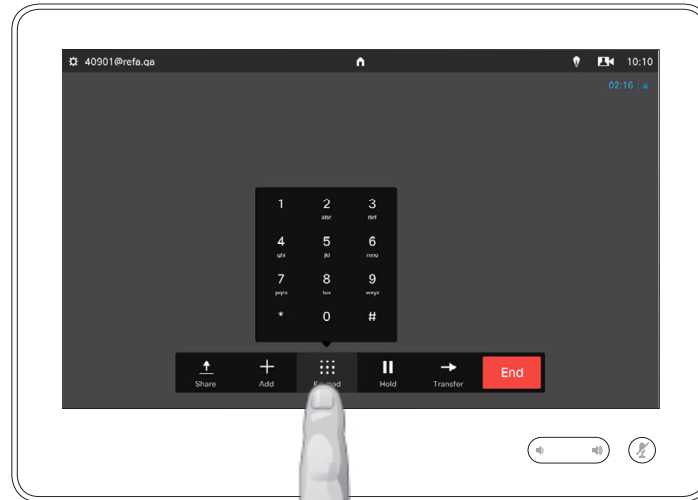 40901@refa.qa 10:10
02:16
1 2 3
abc def
4 5 6
ghi jkl mno
7 8 9
pqrs tuv wxyz
* 0 #
Share Add Keypad Hold Transfer End